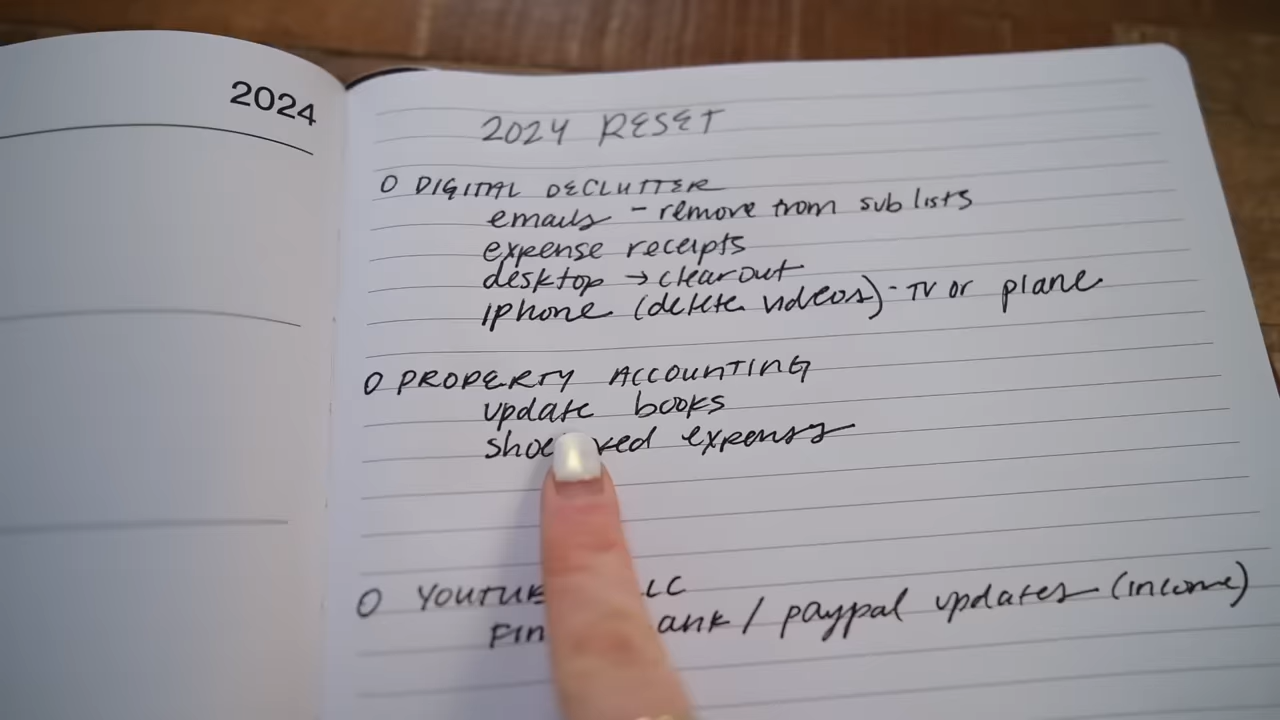 2024
2024 RESET
O DIGITAL DECLUTTER
emails - remove from sub lists
expense receipts
desktop → clear out
iphone (delete videos) - TV or plane
O PROPERTY ACCOUNTING
update books
expenses
O
/ paypal updates (income)